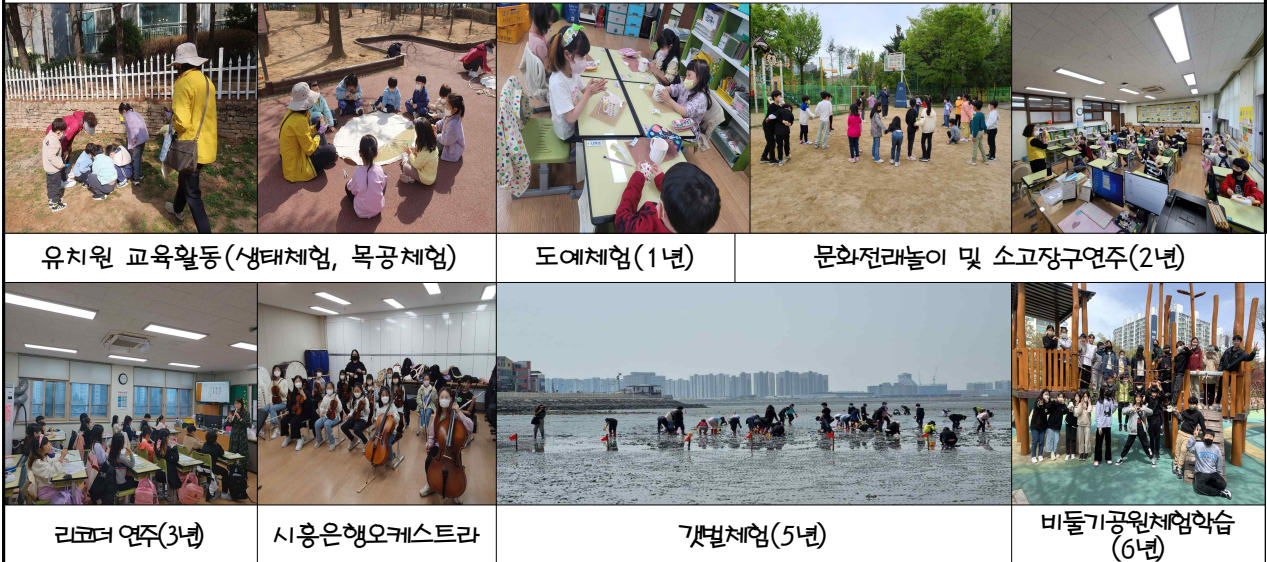 유치원 교육활동(생태체험, 목공체험)
도예체험(1년)
문화전래놀이 및 소고장구연주(2년)
리코더 연주(3년)
시흥은행오케스트라
갯벌체험(5년)
비둘기공원체험학습
(6년)